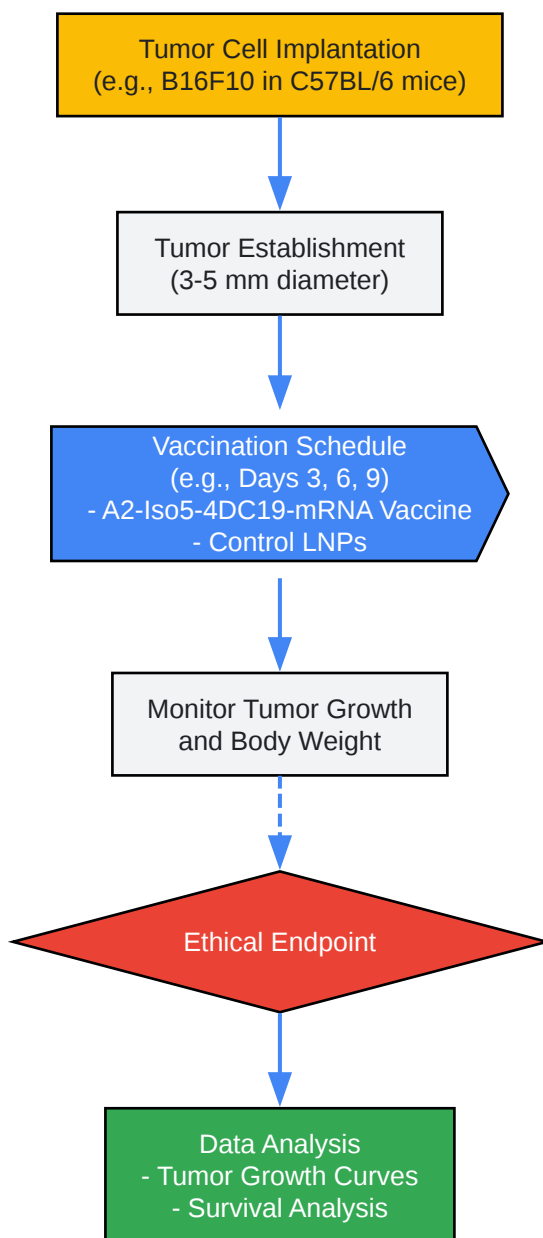 Tumor Cell Implantation
(e.g., B16F10 in C57BL/6 mice)
Tumor Establishment
(3-5 mm diameter)
Vaccination Schedule
(e.g., Days 3, 6, 9)
- A2-Iso5-4DC19-mRNA Vaccine
- Control LNPs
Monitor Tumor Growth
and Body Weight
Ethical Endpoint
Data Analysis
- Tumor Growth Curves
- Survival Analysis